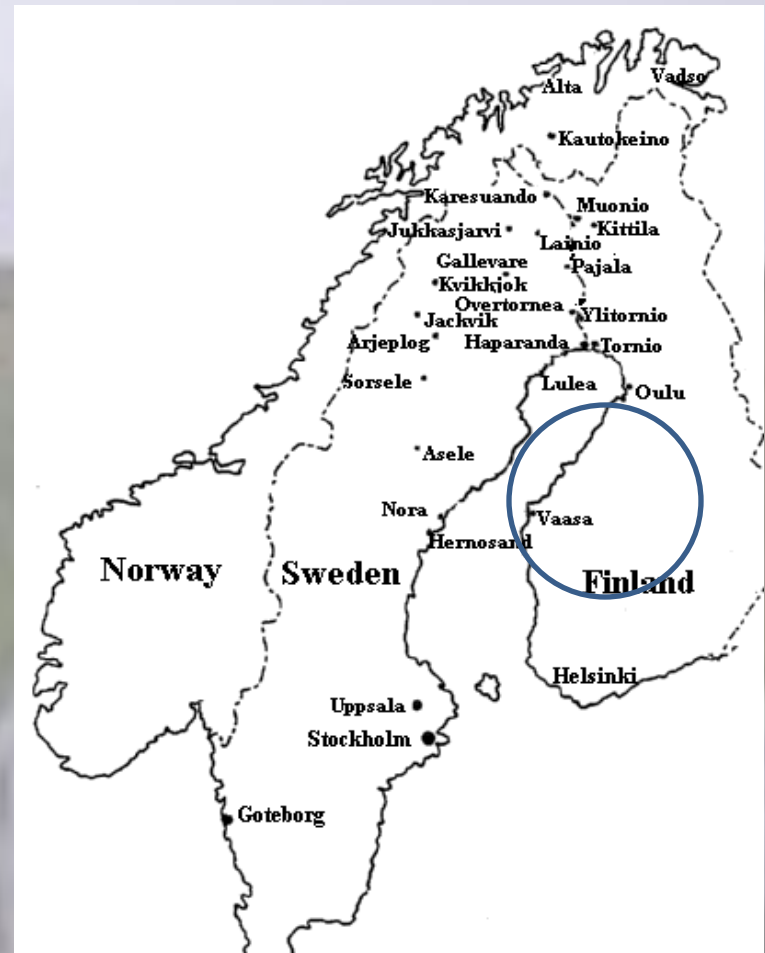 Alta
Vadso
Kautokeino
Karesuando
Muonio
Jukkasjarvi
Kittila
Lainio
Gallevare
Pajala
Kvikkjok
Overtornea
Ylitornio
Jackvik
Arjeplog
Haparanda
Tornio
Sorsele
Lulea
Oulu
Asele
Nora
Vaasa
Hernosand
Norway
Sweden
Finland
Helsinki
Uppsala
Stockholm
Goteborg